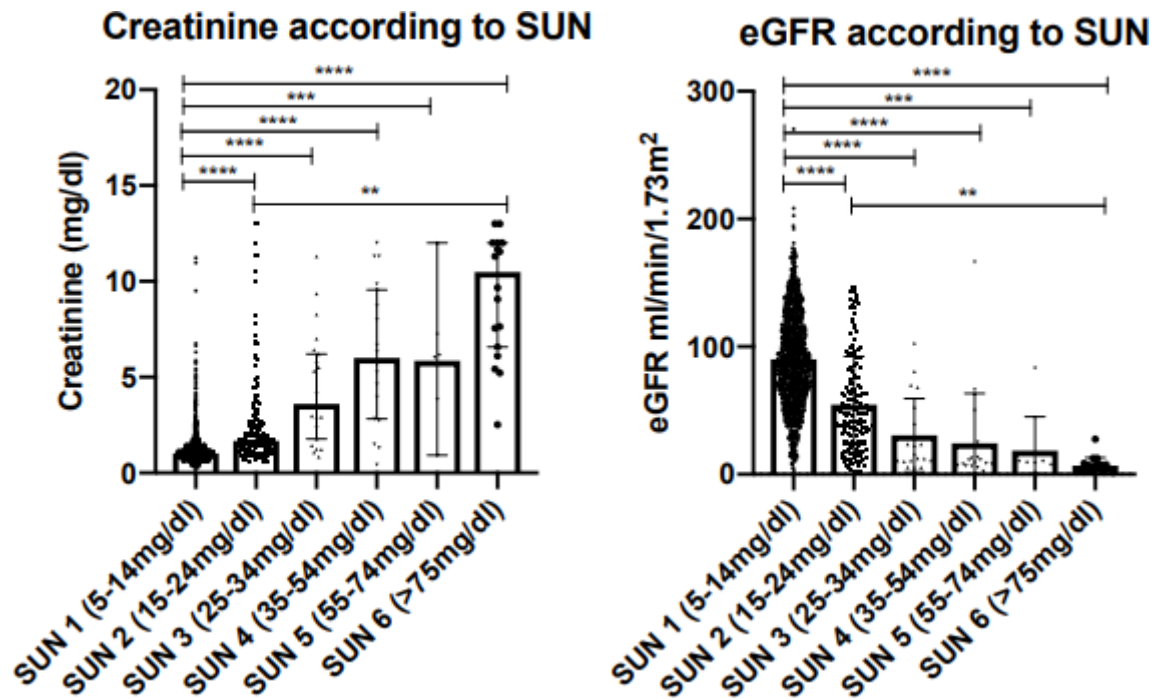 Creatinine according to SUN
****
***
****
****
****
**
20
15
10
5
0
Creatinine (mg/dl)
SUN 1 (5-14mg/dl)
SUN 2 (15-24mg/dl)
SUN 3 (25-34mg/dl)
SUN 4 (35-54mg/dl)
SUN 5 (55-74mg/dl)
SUN 6 (>75mg/dl)
eGFR according to SUN
****
***
****
****
****
**
300
200
100
0
eGFR ml/min/1.73m²
SUN 1 (5-14mg/dl)
SUN 2 (15-24mg/dl)
SUN 3 (25-34mg/dl)
SUN 4 (35-54mg/dl)
SUN 5 (55-74mg/dl)
SUN 6 (>75mg/dl)